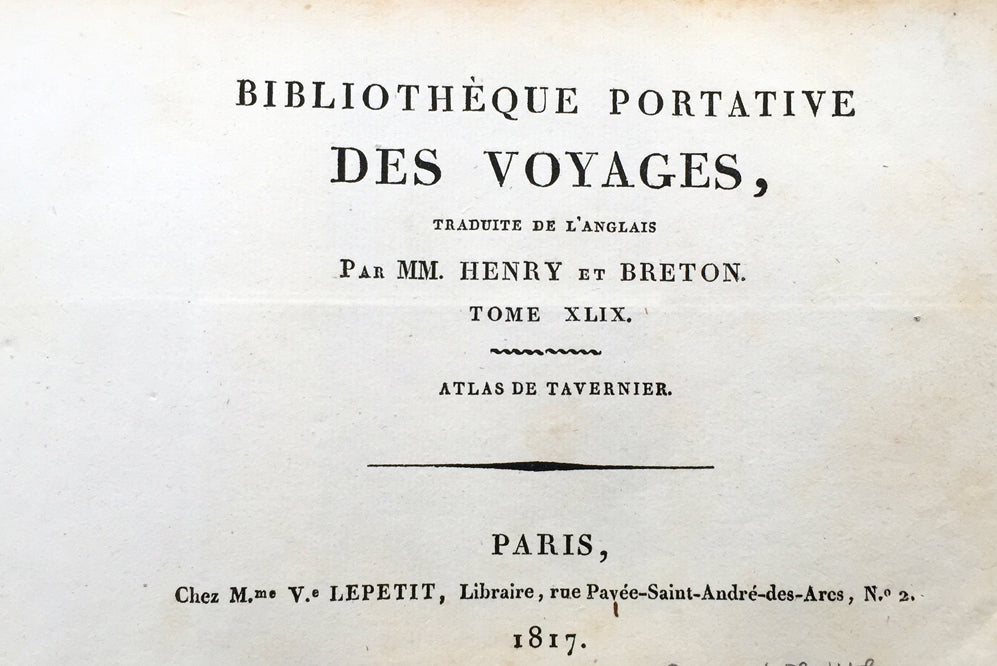 BIBLIOTHÈQUE PORTATIVE
DES VOYAGES,
TRADUITE DE L'ANGLAIS
PAR MM. HENRY ET BRETON.
TOME XLIX.
ATLAS DE TAVERNIER.
PARIS,
Chez M.me V.e LEPETIT, Libraire, rue Pavée-Saint-André-des-Arcs, N.o 2.
1817.